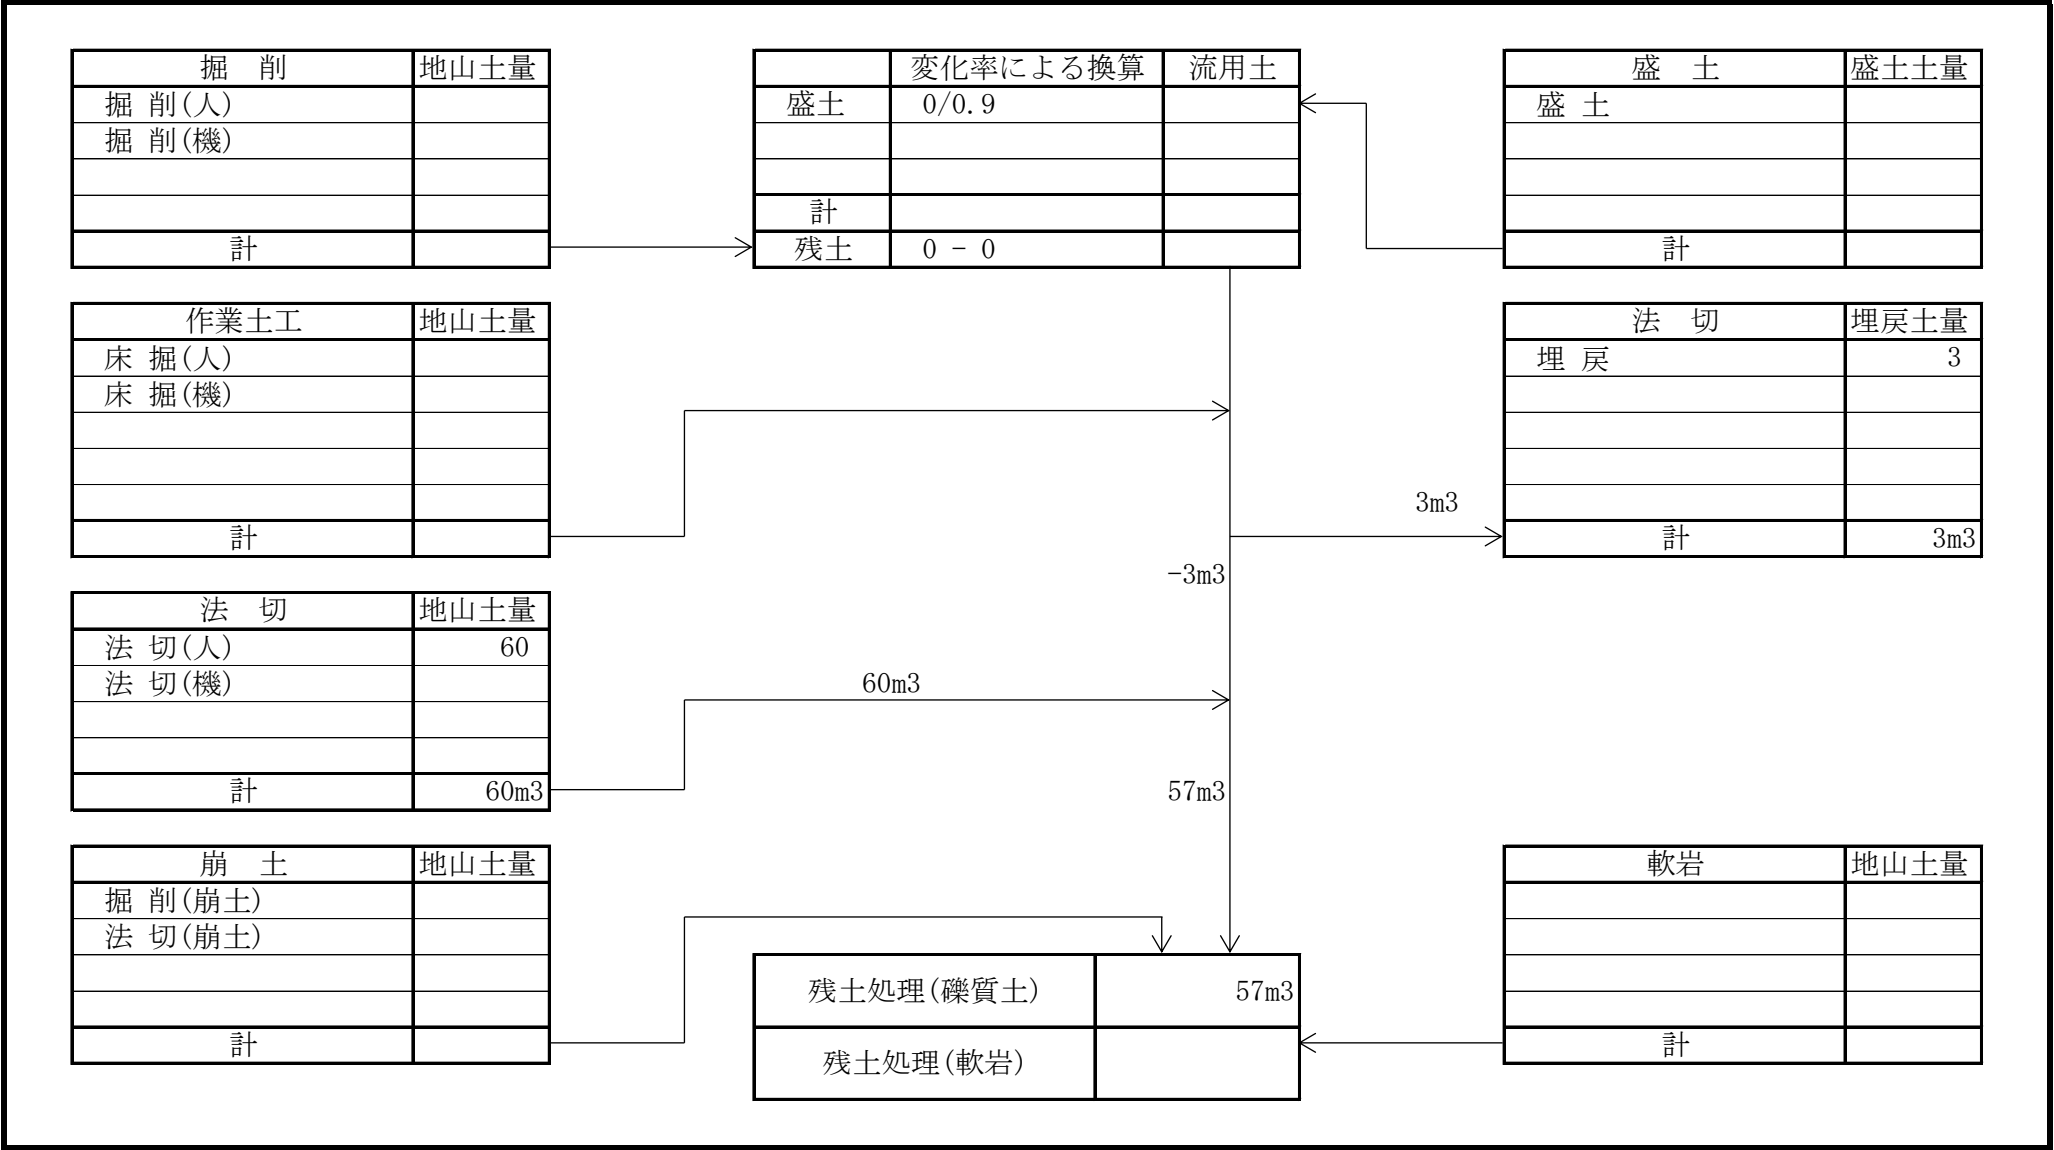 掘　削 地山土量
掘 削(人)
掘 削(機)
計
変化率による換算 流用土
盛土 0/0.9
計
残土 0 - 0
盛　土 盛土土量
盛 土
計
作業土工 地山土量
床 掘(人)
床 掘(機)
計
法　切 埋戻土量
埋 戻 3
計 3m3
3m3
-3m3
法　切 地山土量
法 切(人) 60
法 切(機)
計 60m3
60m3
57m3
崩　土 地山土量
掘 削(崩土)
法 切(崩土)
計
残土処理(礫質土) 57m3
残土処理(軟岩)
軟岩 地山土量
計